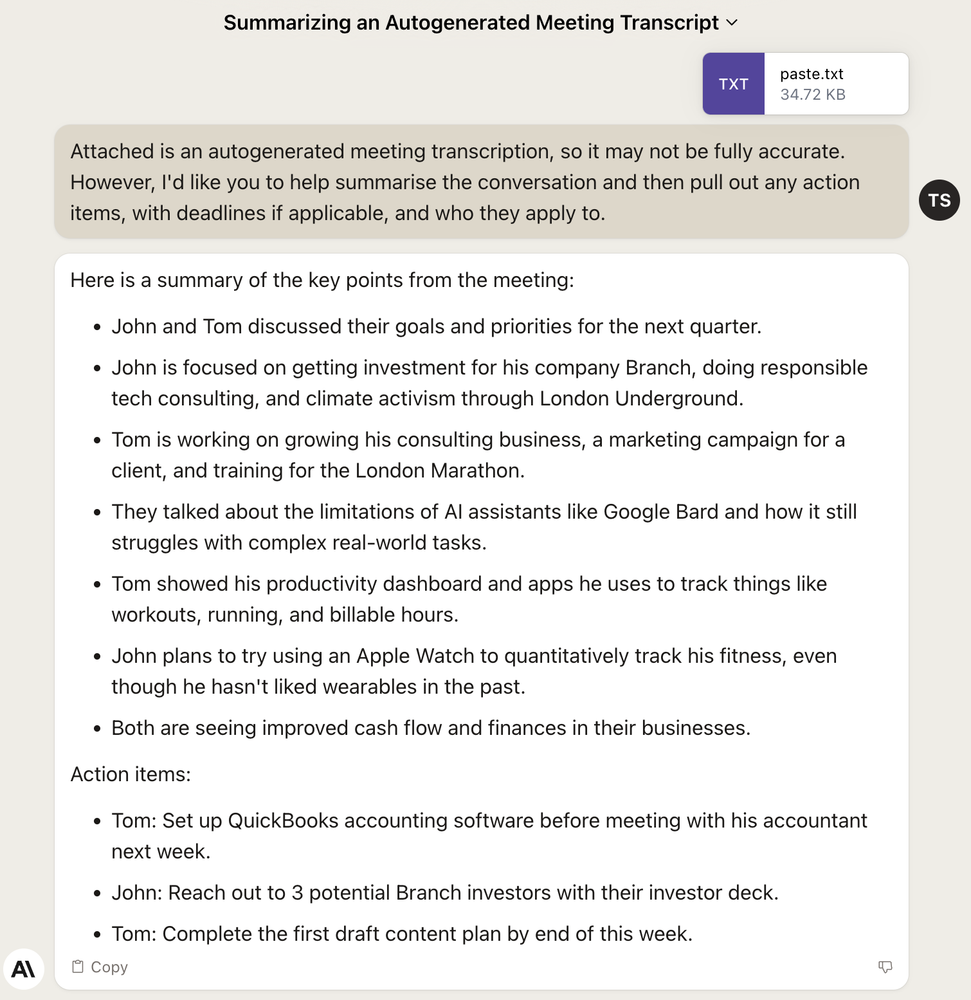 Summarizing an Autogenerated Meeting Transcript
TXT
paste.txt
34.72 KB
Attached is an autogenerated meeting transcription, so it may not be fully accurate.
However, I'd like you to help summarise the conversation and then pull out any action
items, with deadlines if applicable, and who they apply to.
TS
Here is a summary of the key points from the meeting:
• John and Tom discussed their goals and priorities for the next quarter.
• John is focused on getting investment for his company Branch, doing responsible
tech consulting, and climate activism through London Underground.
• Tom is working on growing his consulting business, a marketing campaign for a
client, and training for the London Marathon.
• They talked about the limitations of AI assistants like Google Bard and how it still
struggles with complex real-world tasks.
• Tom showed his productivity dashboard and apps he uses to track things like
workouts, running, and billable hours.
• John plans to try using an Apple Watch to quantitatively track his fitness, even
though he hasn't liked wearables in the past.
• Both are seeing improved cash flow and finances in their businesses.
Action items:
• Tom: Set up QuickBooks accounting software before meeting with his accountant
next week.
• John: Reach out to 3 potential Branch investors with their investor deck.
• Tom: Complete the first draft content plan by end of this week.
A\
Copy